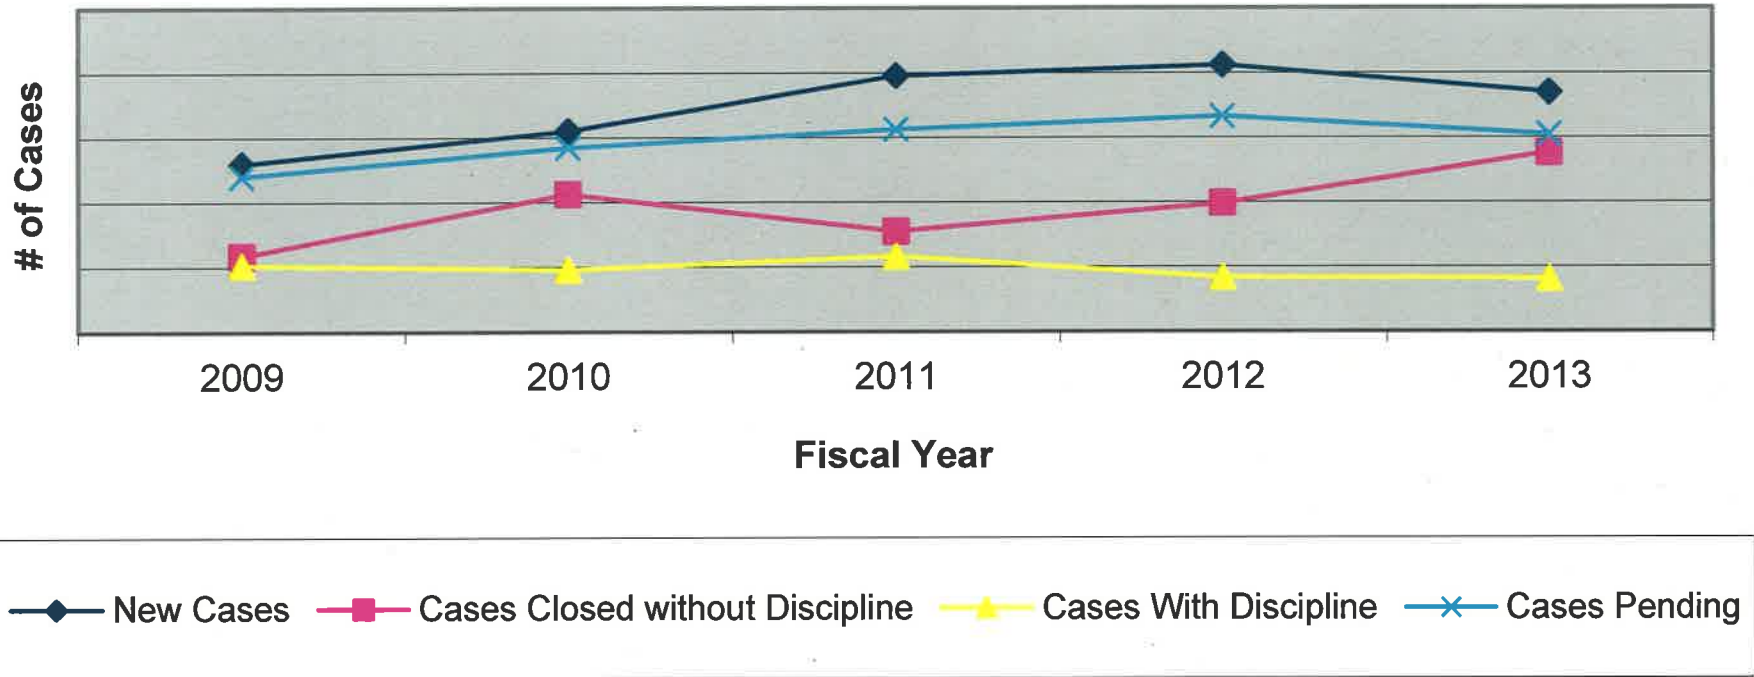 # of Cases
2009 2010 2011 2012 2013
Fiscal Year
New Cases Cases Closed without Discipline Cases With Discipline Cases Pending